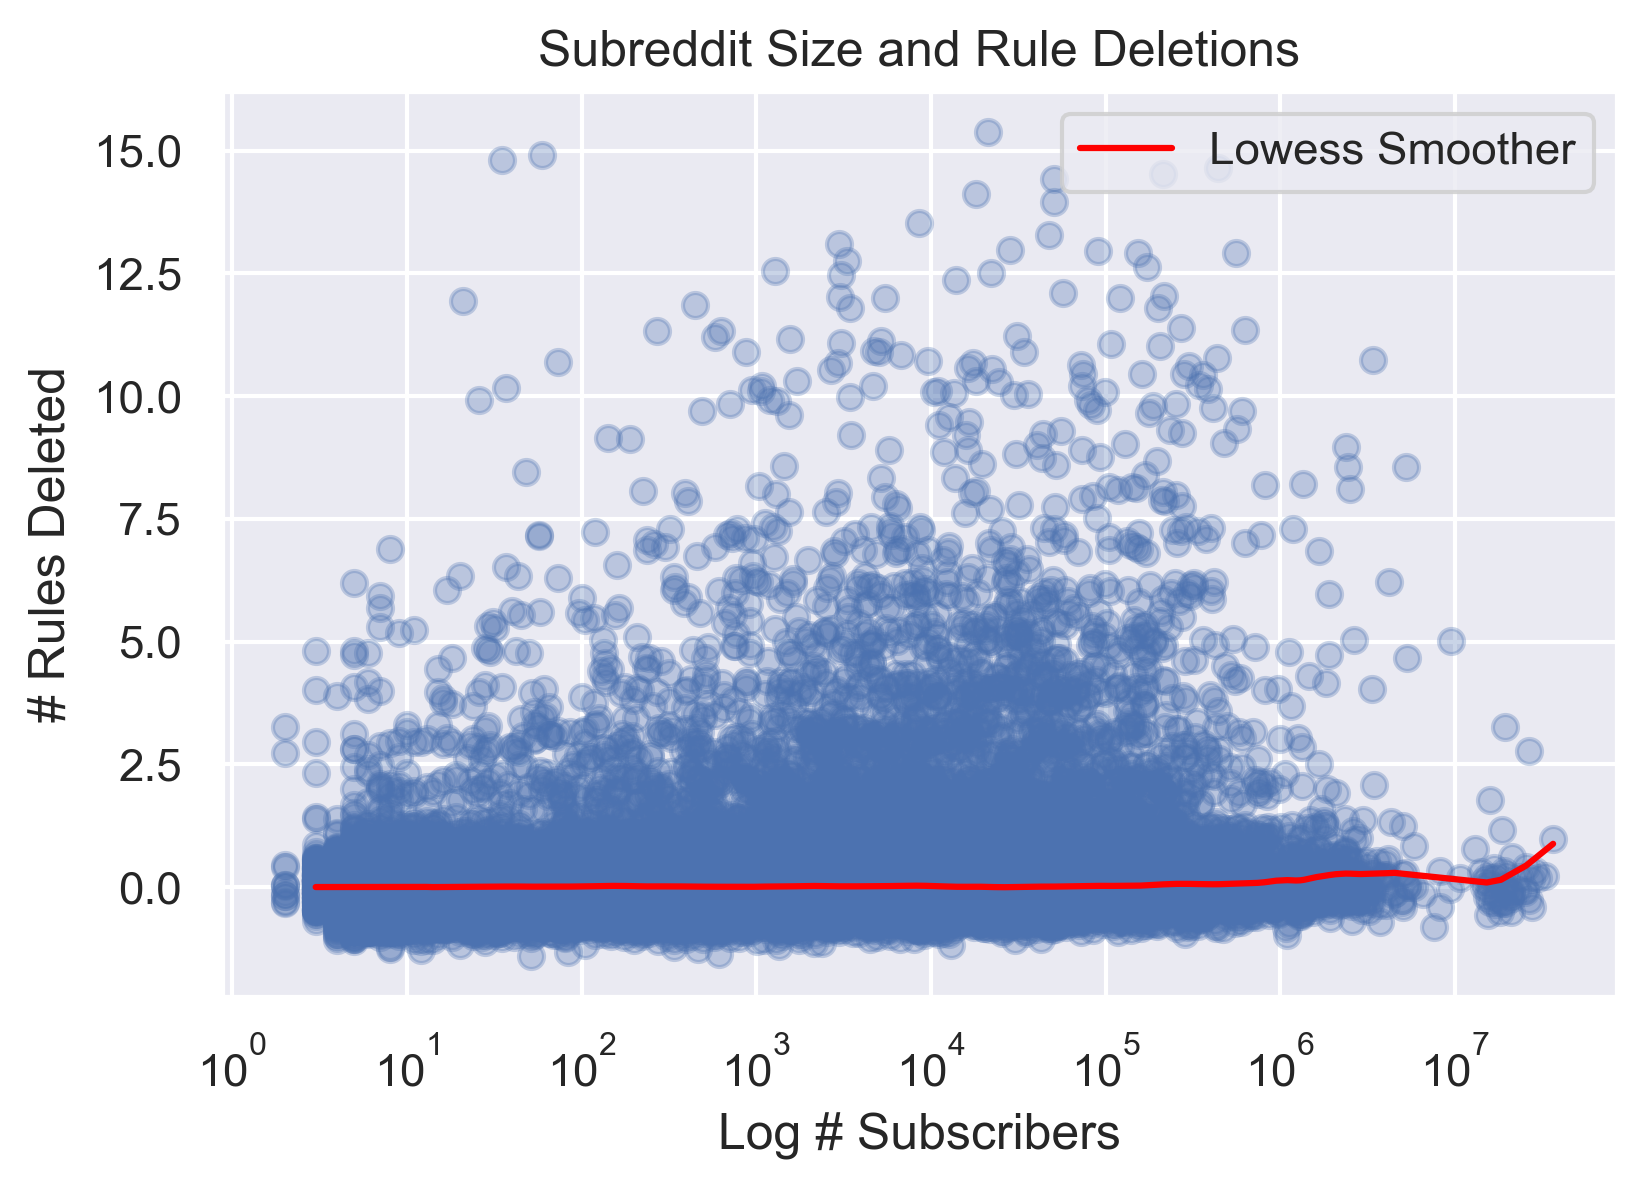 Subreddit Size and Rule Deletions
Lowess Smoother
# Rules Deleted
15.0
12.5
10.0
7.5
5.0
2.5
0.0
10^0 10^1 10^2 10^3 10^4 10^5 10^6 10^7
Log # Subscribers